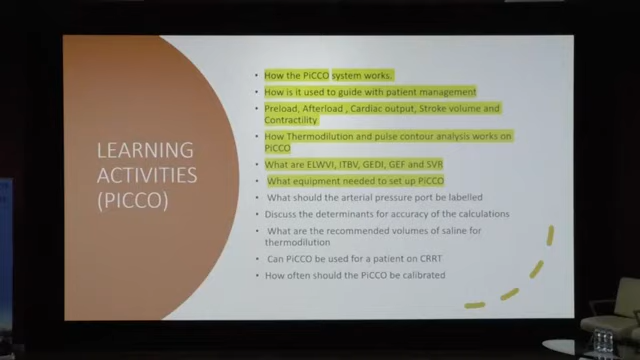 LEARNING
ACTIVITIES
(PICCO)
• How the PiCCO system works.
• How is it used to guide with patient management
• Preload, Afterload , Cardiac output, Stroke volume and
Contractility
• How Thermodilution and pulse contour analysis works on
PiCCO
• What are ELWVI, ITBV, GEDI, GEF and SVR
• What equipment needed to set up PiCCO
• What should the arterial pressure port be labelled
• Discuss the determinants for accuracy of the calculations
• What are the recommended volumes of saline for
thermodilution
• Can PiCCO be used for a patient on CRRT
• How often should the PiCCO be calibrated